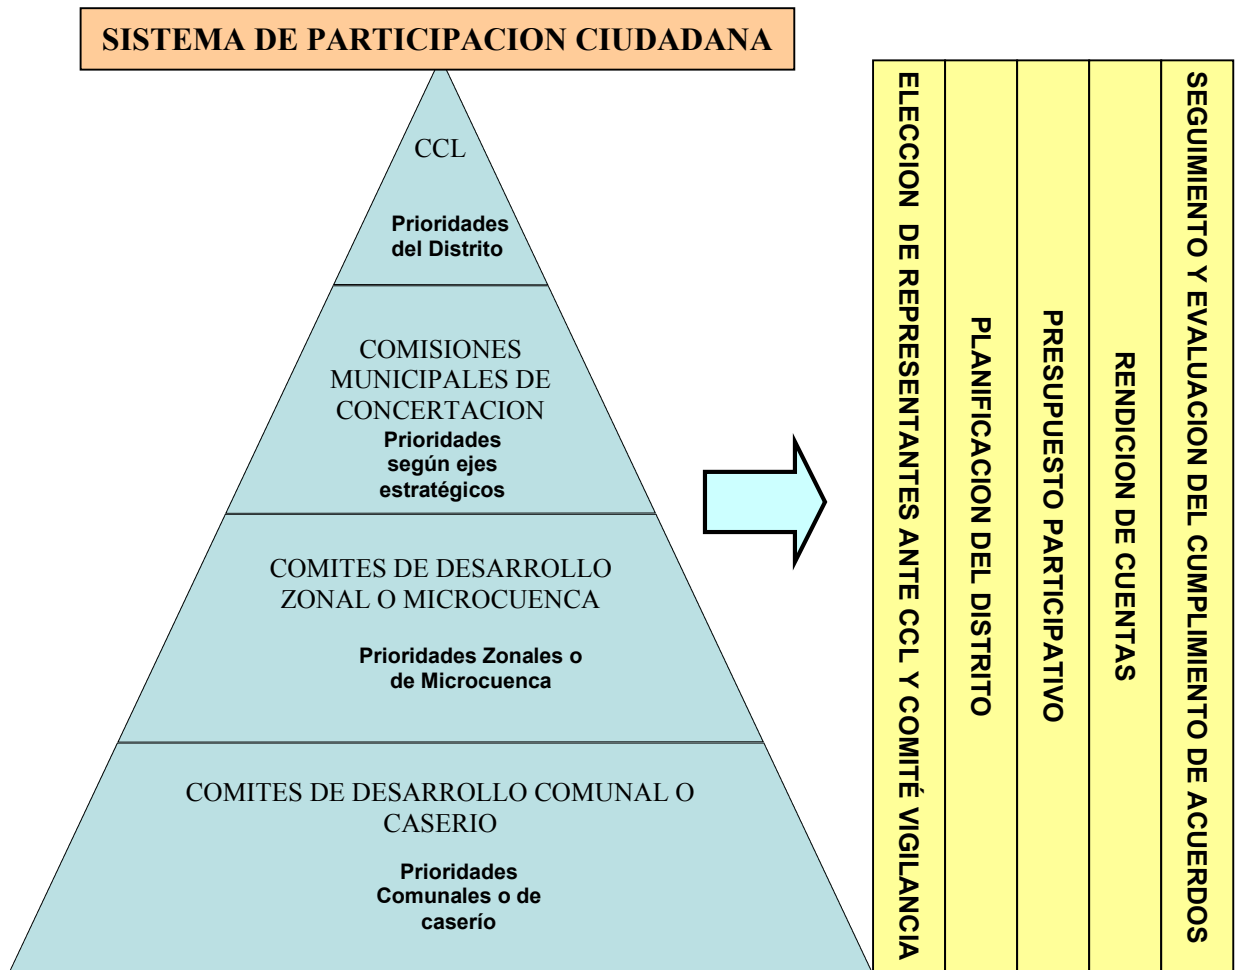 SISTEMA DE PARTICIPACION CIUDADANA
CCL
Prioridades
del Distrito
COMISIONES
MUNICIPALES DE
CONCERTACION
Prioridades
según ejes
estratégicos
COMITES DE DESARROLLO
ZONAL O MICROCUENCA
Prioridades Zonales o
de Microcuenca
COMITES DE DESARROLLO COMUNAL O
CASERIO
Prioridades
Comunales o de
caserío
ELECCION DE REPRESENTANTES ANTE CCL Y COMITÉ VIGILANCIA
PLANIFICACION DEL DISTRITO
PRESUPUESTO PARTICIPATIVO
RENDICION DE CUENTAS
SEGUIMIENTO Y EVALUACION DEL CUMPLIMIENTO DE ACUERDOS